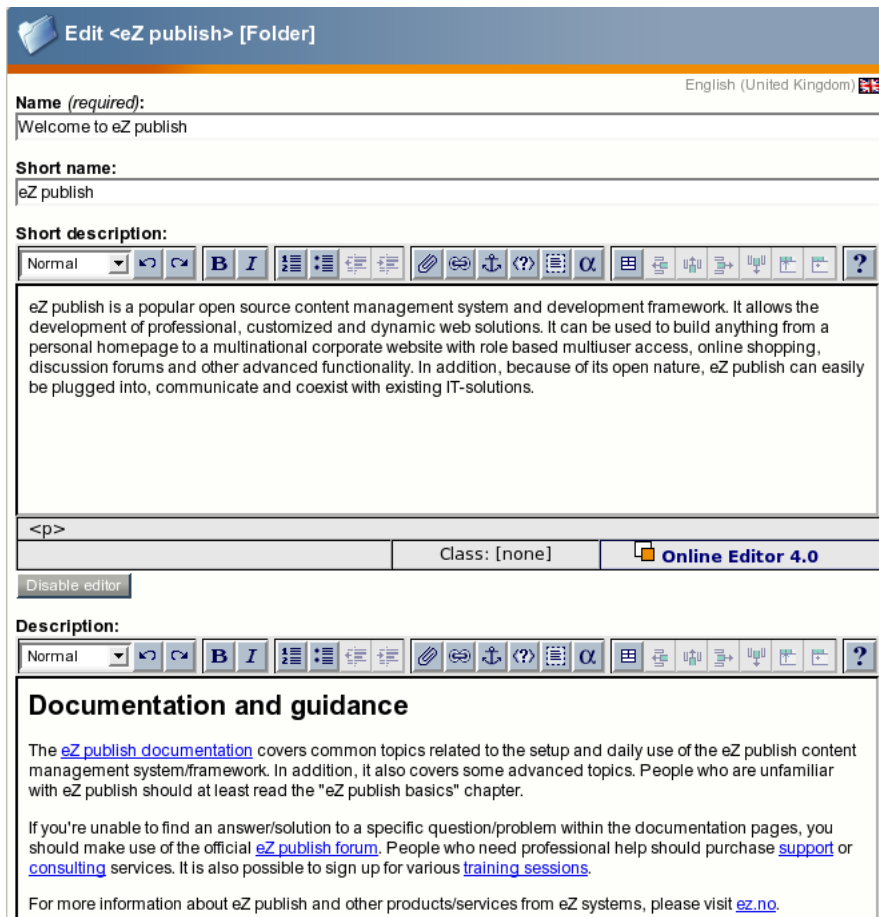 Edit <eZ publish> [Folder]
English (United Kingdom)
Name (required):
Welcome to eZ publish
Short name:
eZ publish
Short description:
Normal B I α ?
eZ publish is a popular open source content management system and development framework. It allows the
development of professional, customized and dynamic web solutions. It can be used to build anything from a
personal homepage to a multinational corporate website with role based multiuser access, online shopping,
discussion forums and other advanced functionality. In addition, because of its open nature, eZ publish can easily
be plugged into, communicate and coexist with existing IT-solutions.
<p>
Class: [none] Online Editor 4.0
Disable editor
Description:
Normal B I α ?
Documentation and guidance
The eZ publish documentation covers common topics related to the setup and daily use of the eZ publish content
management system/framework. In addition, it also covers some advanced topics. People who are unfamiliar
with eZ publish should at least read the "eZ publish basics" chapter.
If you're unable to find an answer/solution to a specific question/problem within the documentation pages, you
should make use of the official eZ publish forum. People who need professional help should purchase support or
consulting services. It is also possible to sign up for various training sessions.
For more information about eZ publish and other products/services from eZ systems, please visit ez.no.